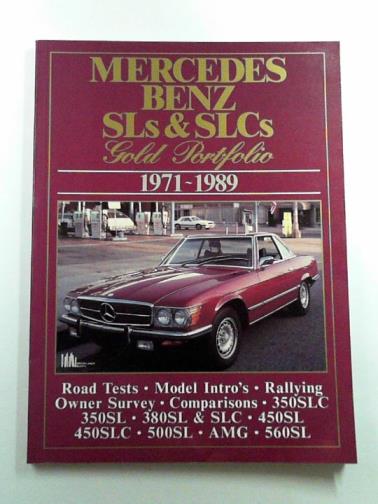 MERCEDES
BENZ
SLs & SLCs
Gold Portfolio
1971~1989
Road Tests · Model Intro's · Rallying
Owner Survey · Comparisons · 350SLC
350SL · 380SL & SLC · 450SL
450SLC · 500SL · AMG · 560SL